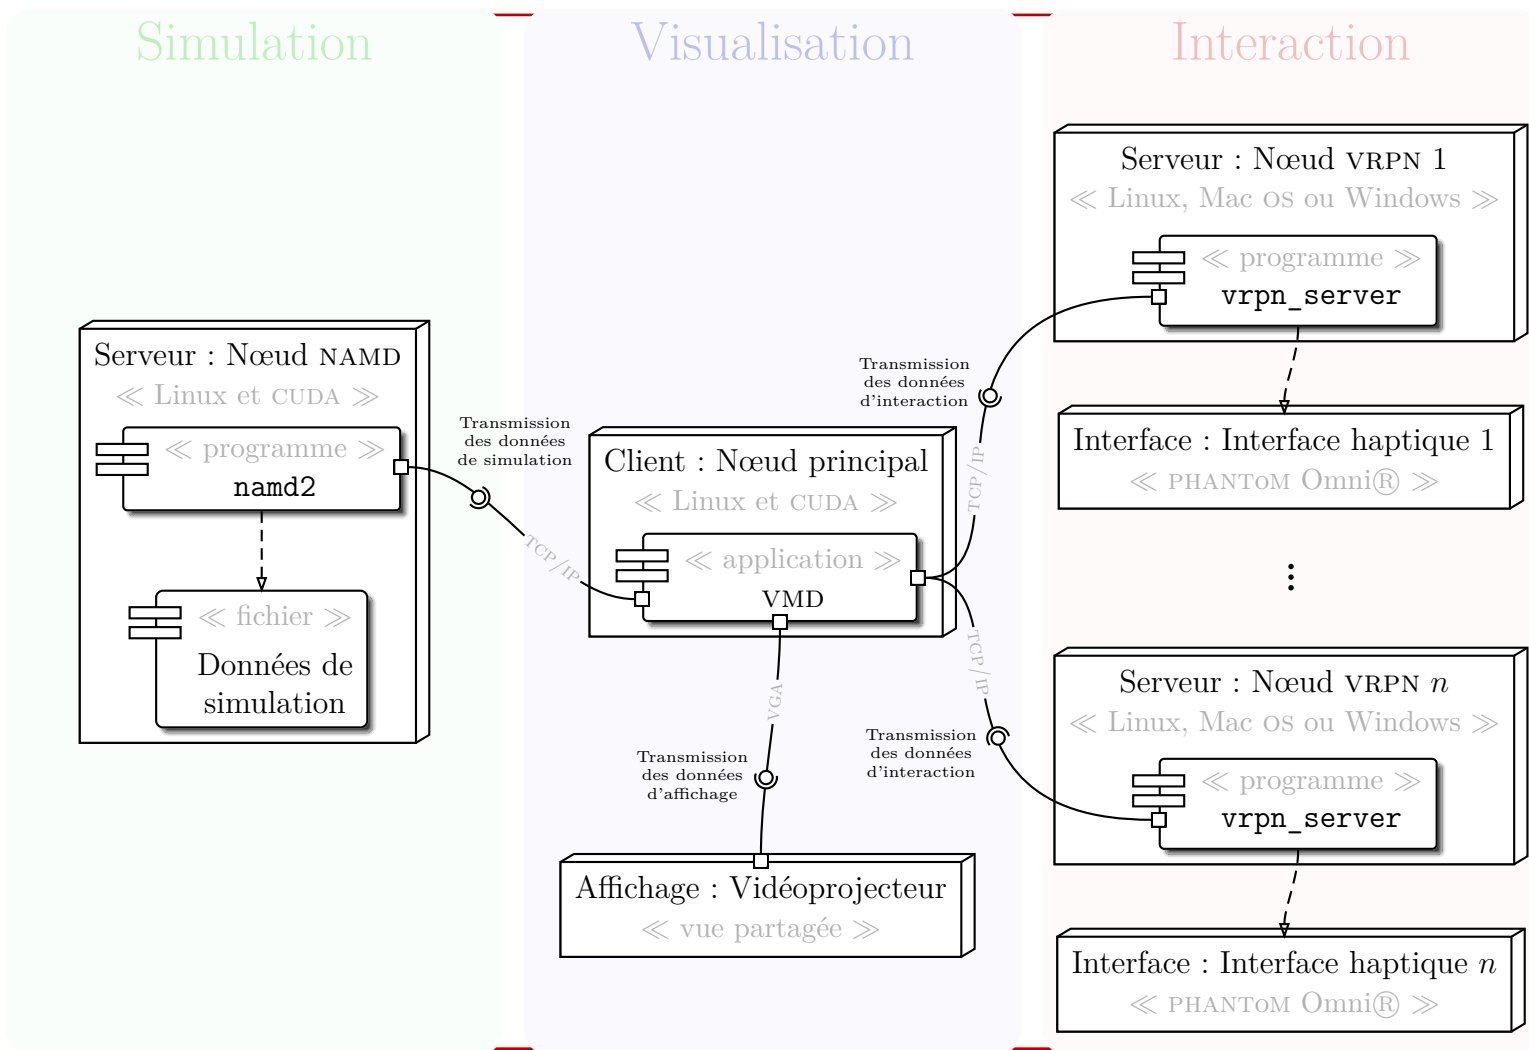 Simulation
Visualisation
Interaction
Serveur : Nœud NAMD
≪ Linux et CUDA ≫
≪ programme ≫
namd2
≪ fichier ≫
Données de
simulation
Transmission
des données
de simulation
TCP/IP
Client : Nœud principal
≪ Linux et CUDA ≫
≪ application ≫
VMD
VGA
Transmission
des données
d'affichage
Affichage : Vidéoprojecteur
≪ vue partagée ≫
Transmission
des données
d'interaction
TCP/IP
TCP/IP
Transmission
des données
d'interaction
Serveur : Nœud VRPN 1
≪ Linux, Mac OS ou Windows ≫
≪ programme ≫
vrpn_server
Interface : Interface haptique 1
≪ PHANToM Omni® ≫
Serveur : Nœud VRPN n
≪ Linux, Mac OS ou Windows ≫
≪ programme ≫
vrpn_server
Interface : Interface haptique n
≪ PHANToM Omni® ≫